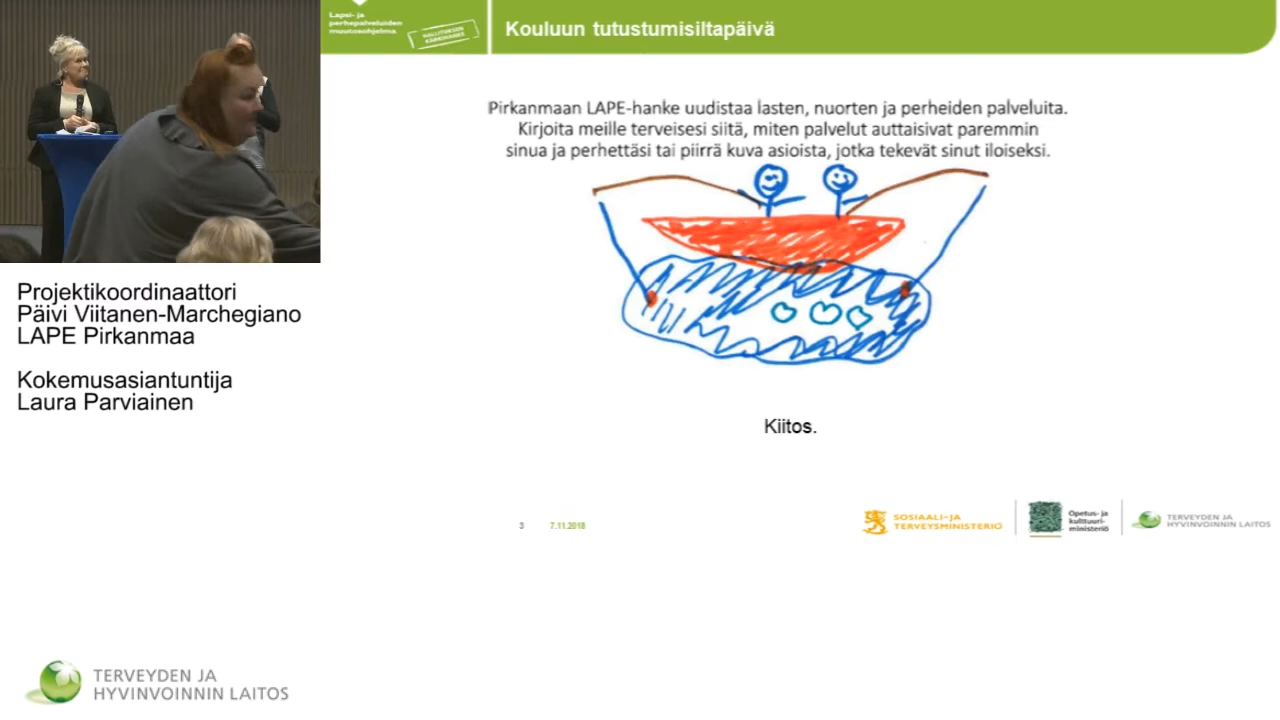 Lapsi- ja
perhepalveluiden
muutosohjelma
HALLITUKSEN
KÄRKIHANKE
Kouluun tutustumisiltapäivä
Pirkanmaan LAPE-hanke uudistaa lasten, nuorten ja perheiden palveluita.
Kirjoita meille terveisesi siitä, miten palvelut auttaisivat paremmin
sinua ja perhettäsi tai piirrä kuva asioista, jotka tekevät sinut iloiseksi.
Projektikoordinaattori
Päivi Viitanen-Marchegiano
LAPE Pirkanmaa
Kokemusasiantuntija
Laura Parviainen
Kiitos.
3 7.11.2018
SOSIAALI- JA
TERVEYSMINISTERIÖ
Opetus- ja
kulttuuri-
ministeriö
TERVEYDEN JA
HYVINVOINNIN LAITOS
TERVEYDEN JA
HYVINVOINNIN LAITOS